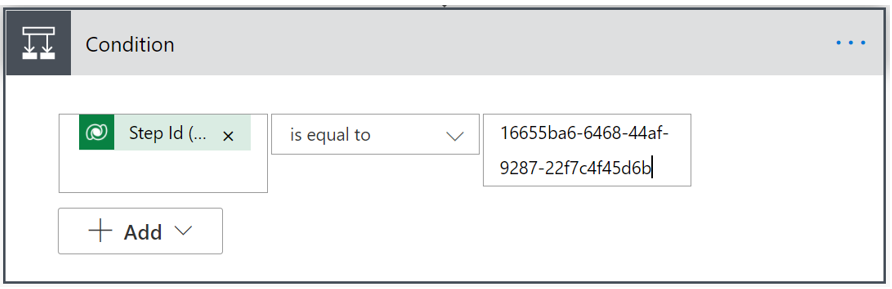 Condition
Step Id (...
is equal to
16655ba6-6468-44af-
9287-22f7c4f45d6b
Add